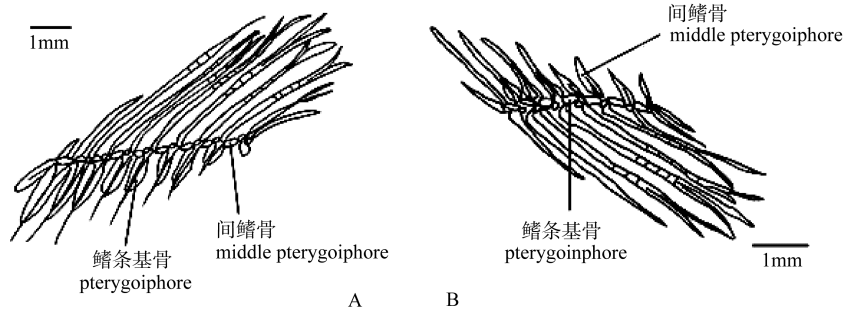 1mm
间鳍骨
middle pterygoiphore
鳍条基骨
pterygoiphore
间鳍骨
middle pterygoiphore
A
B
鳍条基骨
pterygoinphore
1mm